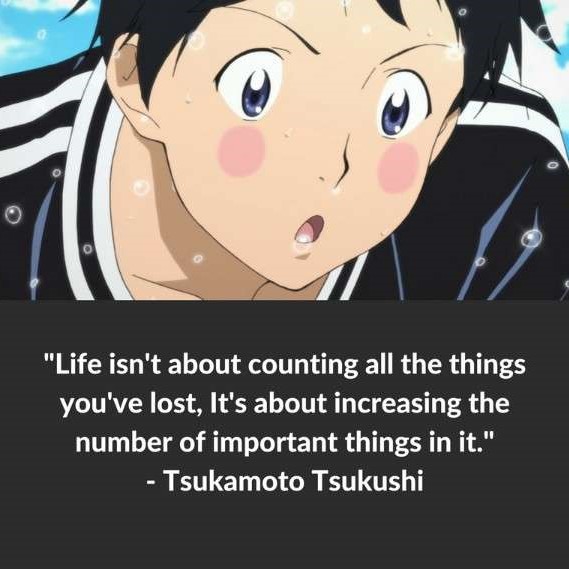 "Life isn't about counting all the things
you've lost, It's about increasing the
number of important things in it."
- Tsukamoto Tsukushi